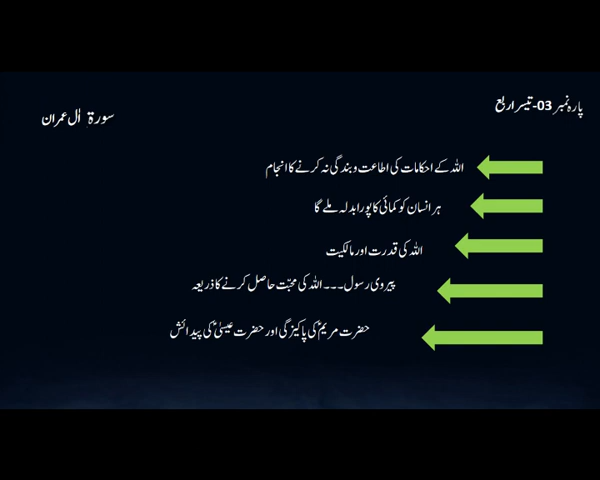 پارہ نمبر 03-تیسرا ربع
سورۃ اٰل عمران
اللہ کے احکامات کی اطاعت و بندگی نہ کرنے کا انجام
ہر انسان کو کمائی کا پورا بدلہ ملے گا
اللہ کی قدرت اور مالکیت
پیروی رسول۔۔۔اللہ کی محبّت حاصل کرنے کا ذریعہ
حضرت مریمؑ کی پاکیزگی اور حضرت عیسیٰؑ کی پیدائش